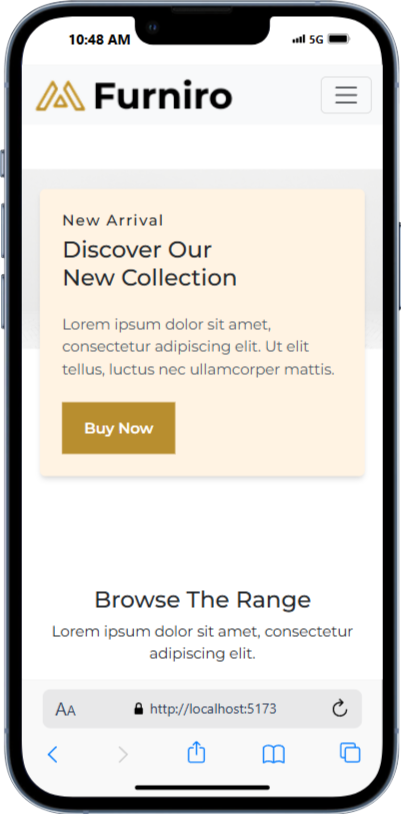 10:48 AM
5G
Furniro
New Arrival
Discover Our
New Collection
Lorem ipsum dolor sit amet,
consectetur adipiscing elit. Ut elit
tellus, luctus nec ullamcorper mattis.
Buy Now
Browse The Range
Lorem ipsum dolor sit amet, consectetur
adipiscing elit.
AA http://localhost:5173